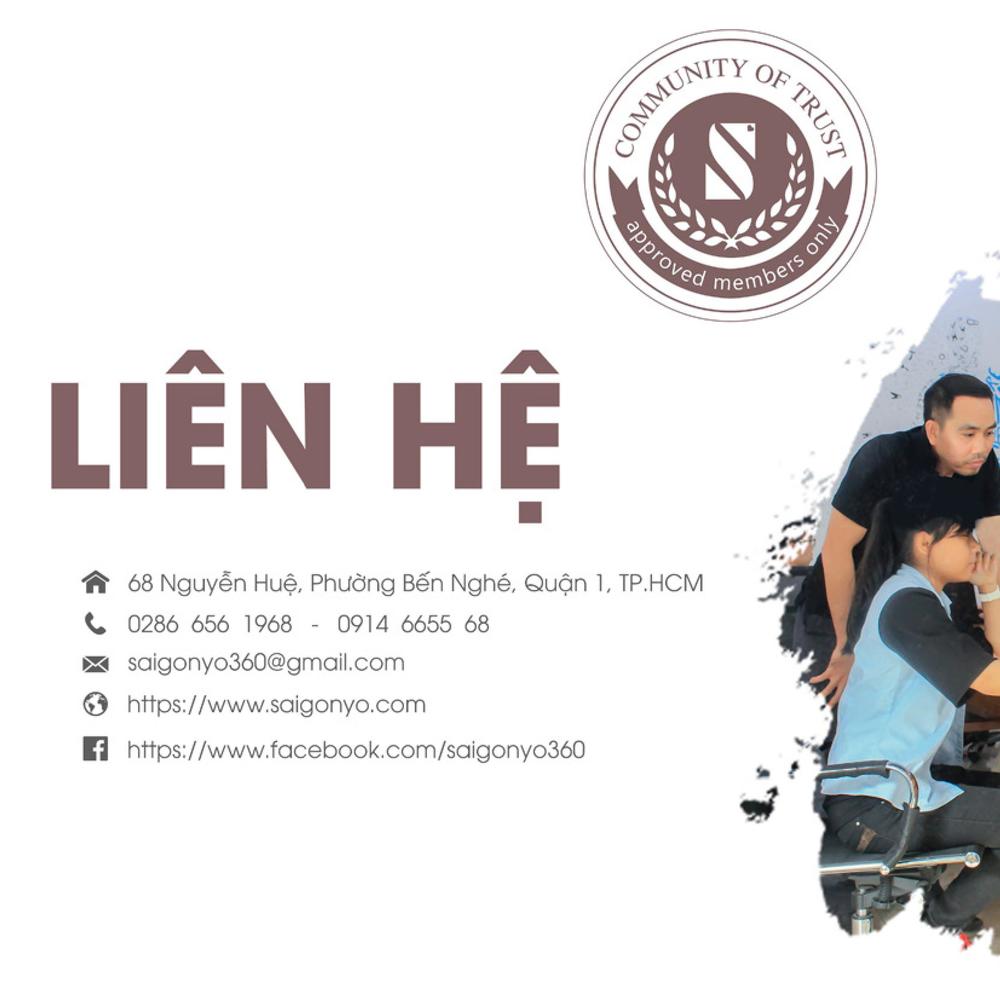 COMMUNITY OF TRUST
S
approved members only
LIÊN HỆ
68 Nguyễn Huệ, Phường Bến Nghé, Quận 1, TP.HCM
0286 656 1968 - 0914 6655 68
saigonyo360@gmail.com
https://www.saigonyo.com
https://www.facebook.com/saigonyo360